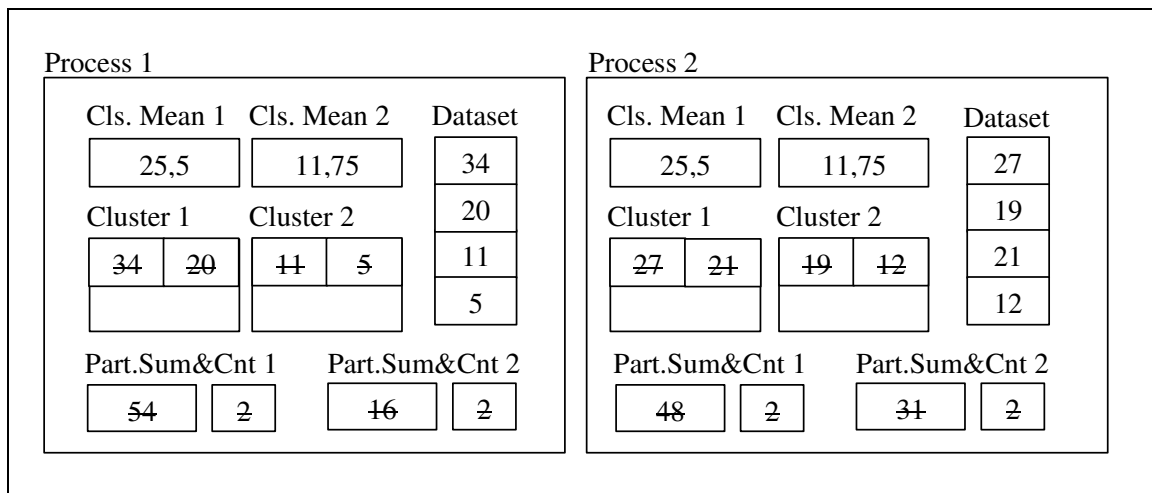 Process 1
Process 2
Cls. Mean 1 Cls. Mean 2 Dataset
25,5 11,75 34
20
Cluster 1 Cluster 2
34 20 11 5
11
5
Part.Sum&Cnt 1 Part.Sum&Cnt 2
54 2 16 2
Cls. Mean 1 Cls. Mean 2 Dataset
25,5 11,75 27
19
Cluster 1 Cluster 2
27 21 19 12
21
12
Part.Sum&Cnt 1 Part.Sum&Cnt 2
48 2 31 2